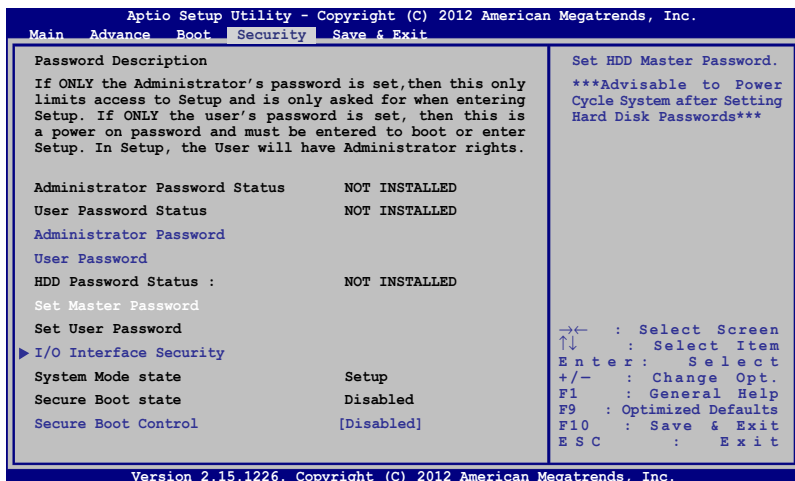 Aptio Setup Utility - Copyright (C) 2012 American Megatrends, Inc.
Main Advance Boot Security Save & Exit
Password Description
If ONLY the Administrator's password is set,then this only
limits access to Setup and is only asked for when entering
Setup. If ONLY the user's password is set, then this is
a power on password and must be entered to boot or enter
Setup. In Setup, the User will have Administrator rights.
Administrator Password Status NOT INSTALLED
User Password Status NOT INSTALLED
Administrator Password
User Password
HDD Password Status : NOT INSTALLED
Set Master Password
Set User Password
I/O Interface Security
System Mode state Setup
Secure Boot state Disabled
Secure Boot Control [Disabled]
Set HDD Master Password.
***Advisable to Power
Cycle System after Setting
Hard Disk Passwords***
→← : Select Screen
↑↓ : Select Item
Enter: Select
+/— : Change Opt.
F1 : General Help
F9 : Optimized Defaults
F10 : Save & Exit
ESC : Exit
Version 2.15.1226. Copyright (C) 2012 American Megatrends, Inc.